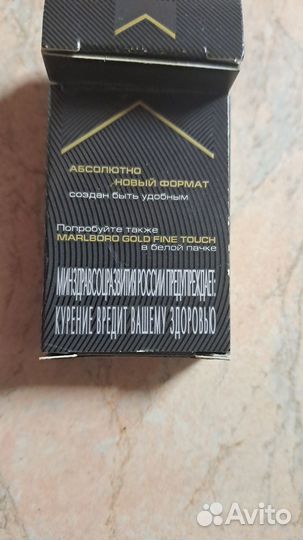 АБСОЛЮТНО
НОВЫЙ ФОРМАТ
создан быть удобным
Попробуйте также
MARLBORO GOLD FINE TOUCH
в белой пачке
МИНЗДРАВСОЦРАЗВИТИЯ РОССИИ ПРЕДУПРЕЖДАЕТ:
КУРЕНИЕ ВРЕДИТ ВАШЕМУ ЗДОРОВЬЮ
Avito